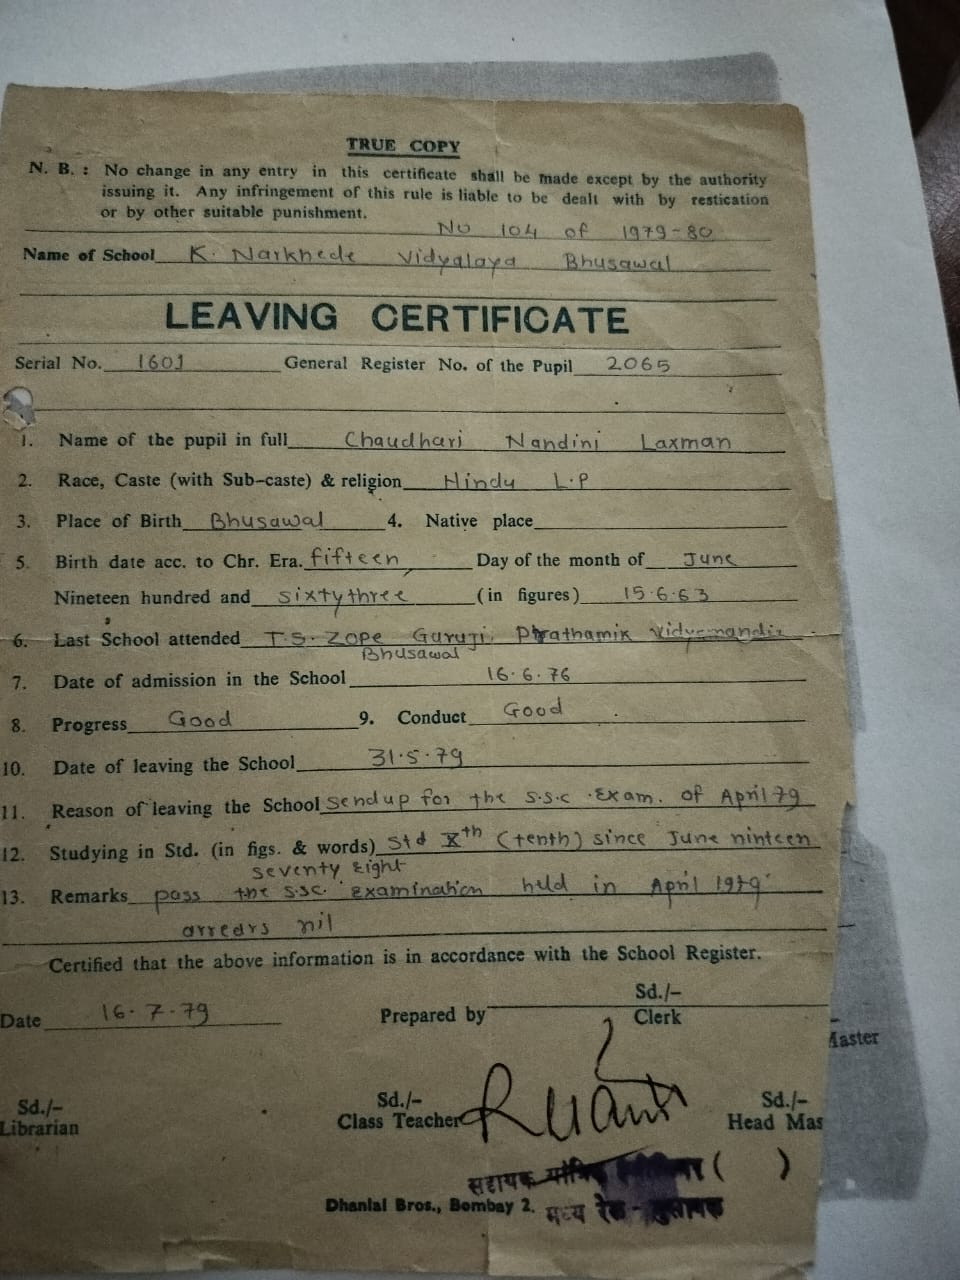 TRUE COPY
N. B. : No change in any entry in this certificate shall be made except by the authority
issuing it. Any infringement of this rule is liable to be dealt with by restication
or by other suitable punishment.
No 104 of 1979-80
Name of School K. Narkhede Vidyalaya Bhusawal
LEAVING CERTIFICATE
Serial No. 1601 General Register No. of the Pupil 2065
1. Name of the pupil in full Chaudhari Nandini Laxman
2. Race, Caste (with Sub-caste) & religion Hindu L.P
3. Place of Birth Bhusawal 4. Native place
5. Birth date acc. to Chr. Era. fifteen Day of the month of June
Nineteen hundred and sixtythree (in figures) 15.6.63
6. Last School attended T.S. Zope Guruji Prathamik Vidyamandir
Bhusawal
7. Date of admission in the School 16.6.76
8. Progress Good 9. Conduct Good
10. Date of leaving the School 31.5.79
11. Reason of leaving the School sendup for the s.s.c. Exam. of April 79
12. Studying in Std. (in figs. & words) Std Xth (tenth) since June ninteen
seventy Eight
13. Remarks pass the s.s.c. examination held in April 1979
arrears nil
Certified that the above information is in accordance with the School Register.
Sd./-
Date 16.7.79 Prepared by Clerk
Master
Sd./- Sd./- Sd./-
Librarian Class Teacher Head Mas
सहायक ( )
Dhanlal Bros., Bombay 2. मध्य रेल